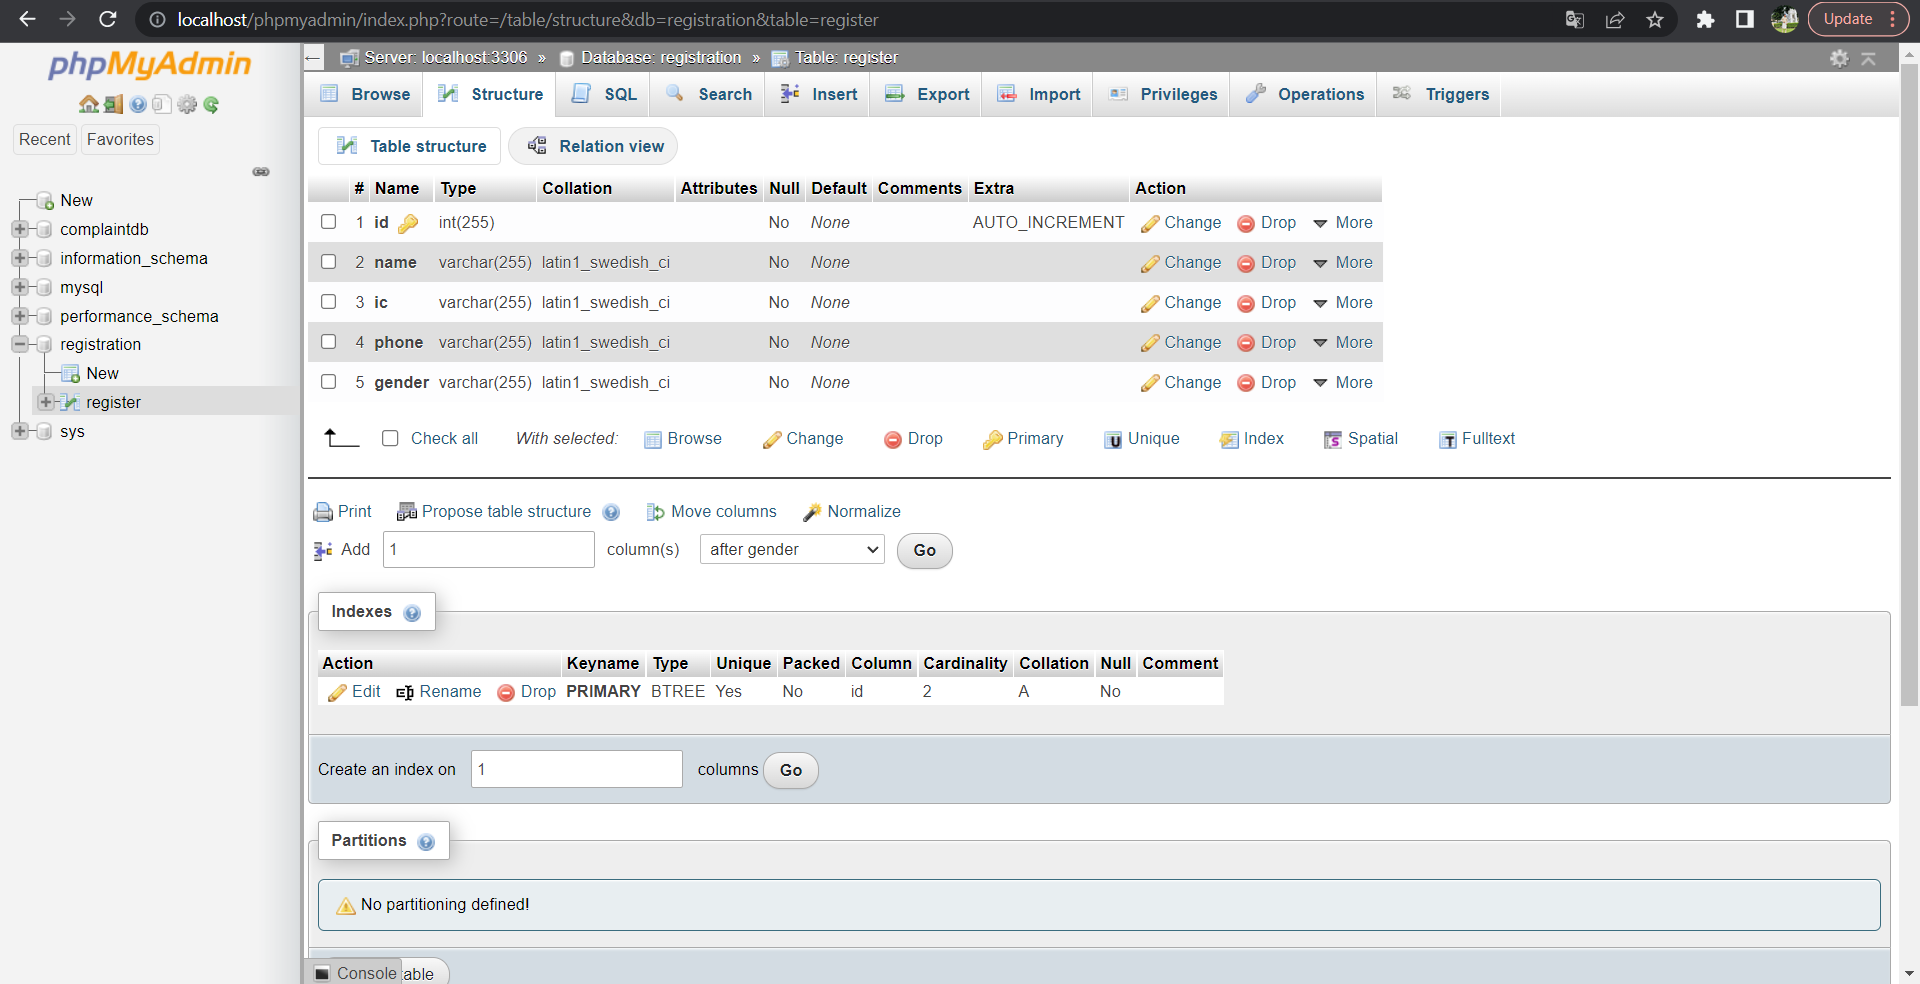 localhost/phpmyadmin/index.php?route=/table/structure&db=registration&table=register
Update
phpMyAdmin
Recent Favorites
New
complaintdb
information_schema
mysql
performance_schema
registration
New
register
sys
Server: localhost:3306 » Database: registration » Table: register
Browse Structure SQL Search Insert Export Import Privileges Operations Triggers
Table structure Relation view
# Name Type Collation Attributes Null Default Comments Extra Action
1 id int(255) No None AUTO_INCREMENT Change Drop More
2 name varchar(255) latin1_swedish_ci No None Change Drop More
3 ic varchar(255) latin1_swedish_ci No None Change Drop More
4 phone varchar(255) latin1_swedish_ci No None Change Drop More
5 gender varchar(255) latin1_swedish_ci No None Change Drop More
Check all With selected: Browse Change Drop Primary Unique Index Spatial Fulltext
Print Propose table structure Move columns Normalize
Add 1 column(s) after gender Go
Indexes
Action Keyname Type Unique Packed Column Cardinality Collation Null Comment
Edit Rename Drop PRIMARY BTREE Yes No id 2 A No
Create an index on 1 columns Go
Partitions
No partitioning defined!
Console table